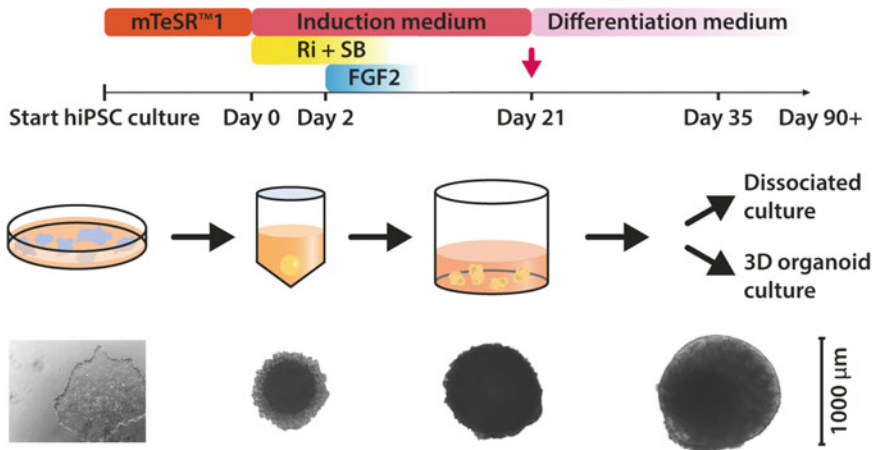 mTeSR™1 Induction medium Differentiation medium
Ri + SB
FGF2
Start hiPSC culture Day 0 Day 2 Day 21 Day 35 Day 90+
Dissociated
culture
3D organoid
culture
1000 μm